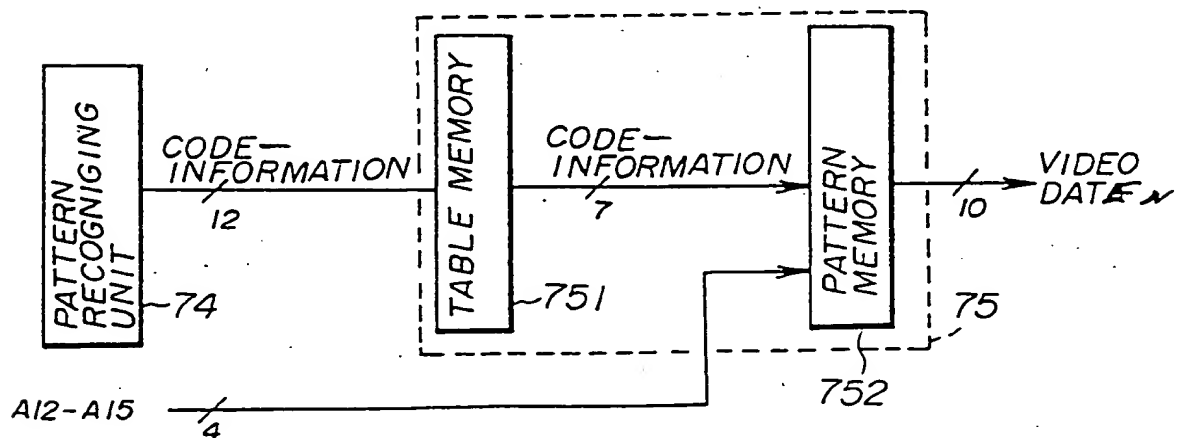 PATTERN
RECOGNIGING
UNIT
74
CODE—
INFORMATION
12
TABLE MEMORY
751
CODE—
INFORMATION
7
PATTERN
MEMORY
752
10
VIDEO
75
A12-A15
4